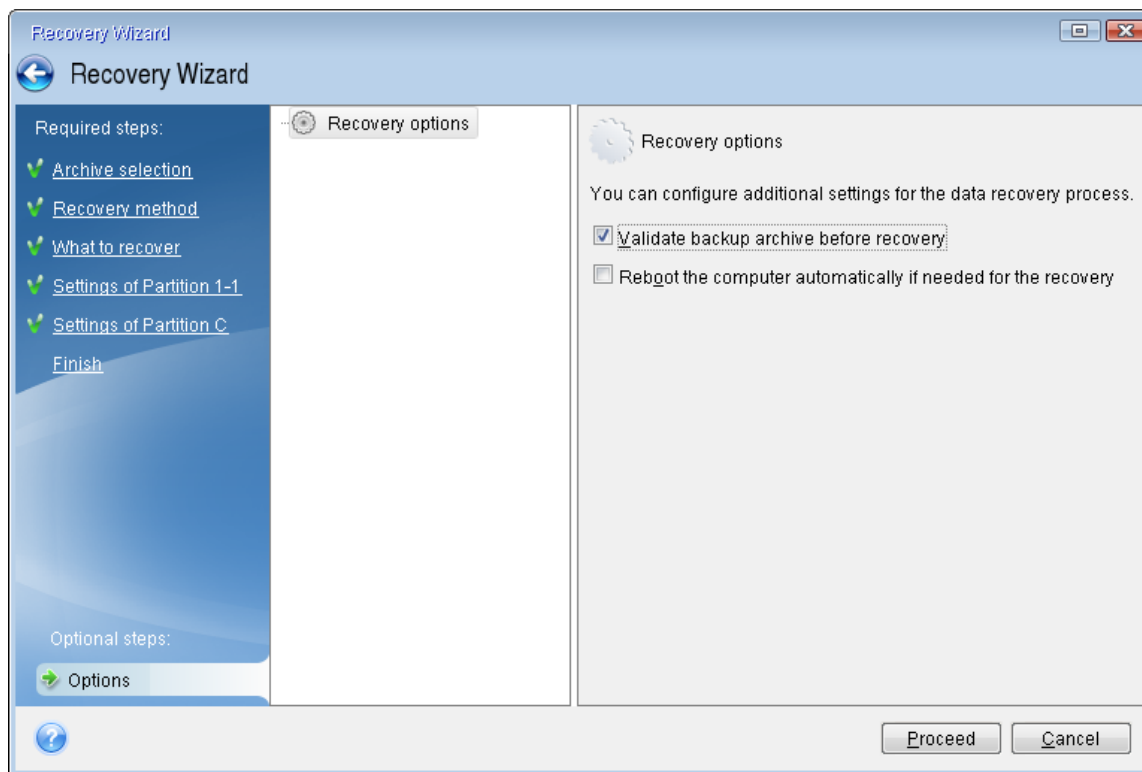 Recovery Wizard
Recovery Wizard
Required steps:
Archive selection
Recovery method
What to recover
Settings of Partition 1-1
Settings of Partition C
Finish
Optional steps:
Options
Recovery options
Recovery options
You can configure additional settings for the data recovery process.
Validate backup archive before recovery
Reboot the computer automatically if needed for the recovery
?
Proceed
Cancel